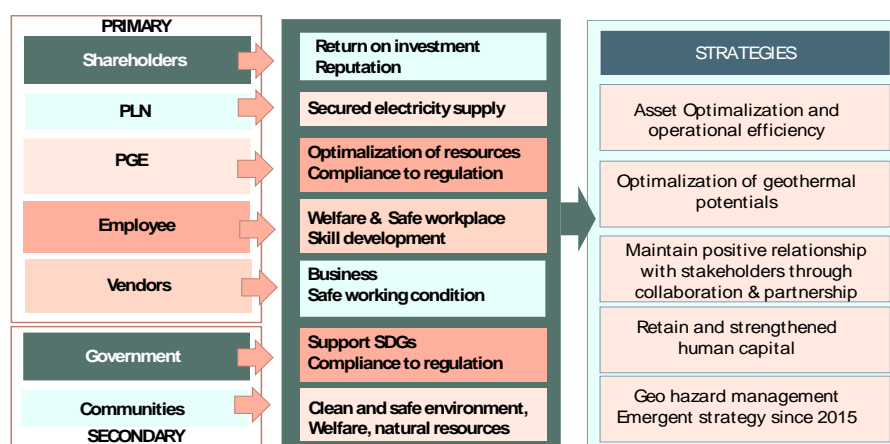 PRIMARY
Shareholders
Return on investment
Reputation
PLN
Secured electricity supply
PGE
Optimalization of resources
Compliance to regulation
Employee
Welfare & Safe workplace
Skill development
Vendors
Business
Safe working condition
Government
Support SDGs
Compliance to regulation
Communities
Clean and safe environment,
Welfare, natural resources
SECONDARY
STRATEGIES
Asset Optimalization and
operational efficiency
Optimalization of geothermal
potentials
Maintain positive relationship
with stakeholders through
collaboration & partnership
Retain and strengthened
human capital
Geo hazard management
Emergent strategy since 2015